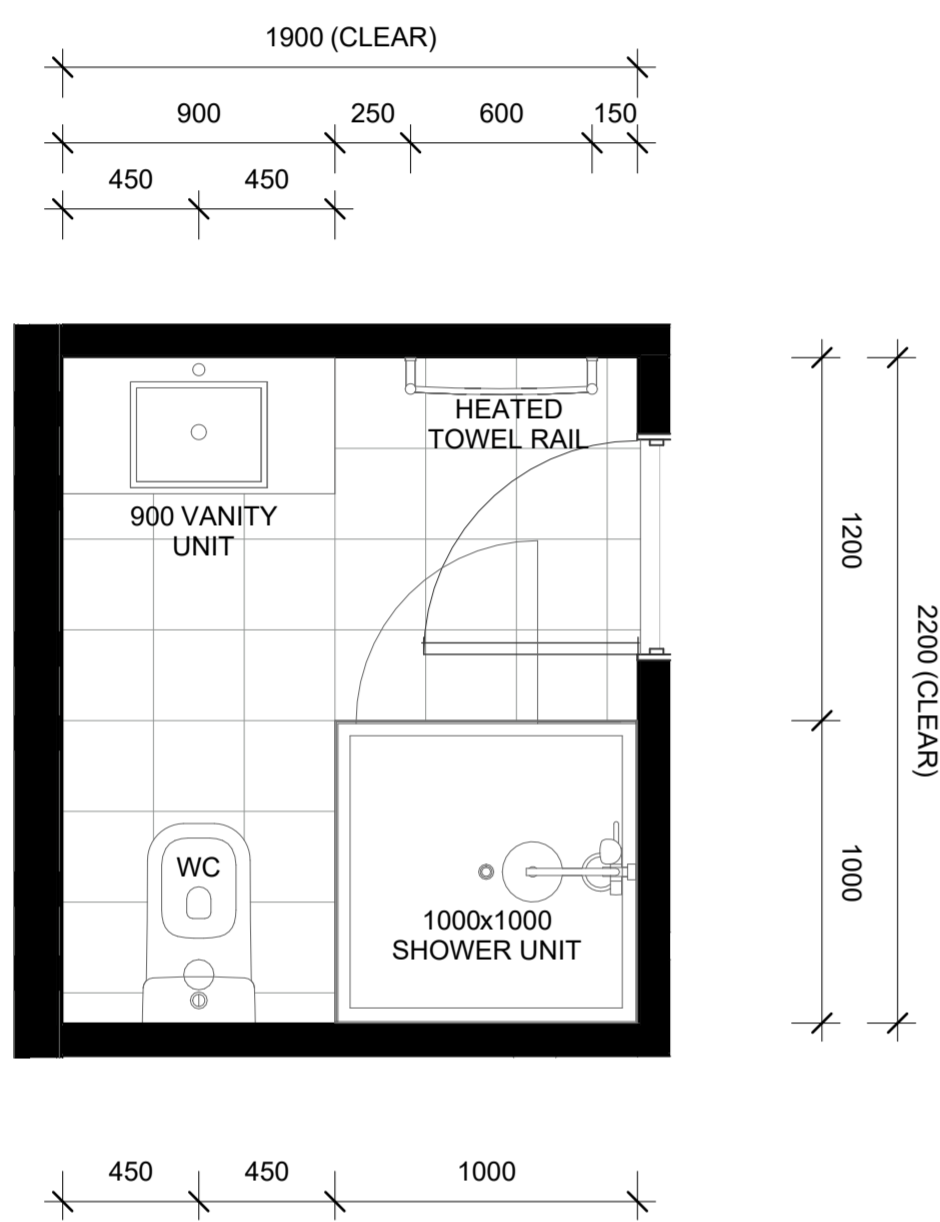 1900 (CLEAR)
900
250
600
150
450
450
HEATED
TOWEL RAIL
900 VANITY
UNIT
1200
2200 (CLEAR)
WC
1000
1000x1000
SHOWER UNIT
450
450
1000